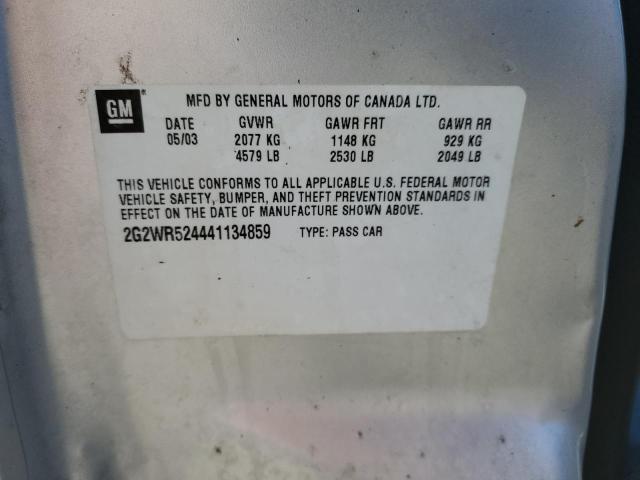 GM
MFD BY GENERAL MOTORS OF CANADA LTD.
DATE GVWR GAWR FRT GAWR RR
05/03 2077 KG 1148 KG 929 KG
4579 LB 2530 LB 2049 LB
THIS VEHICLE CONFORMS TO ALL APPLICABLE U.S. FEDERAL MOTOR
VEHICLE SAFETY, BUMPER, AND THEFT PREVENTION STANDARDS IN
EFFECT ON THE DATE OF MANUFACTURE SHOWN ABOVE.
2G2WR524441134859 TYPE: PASS CAR